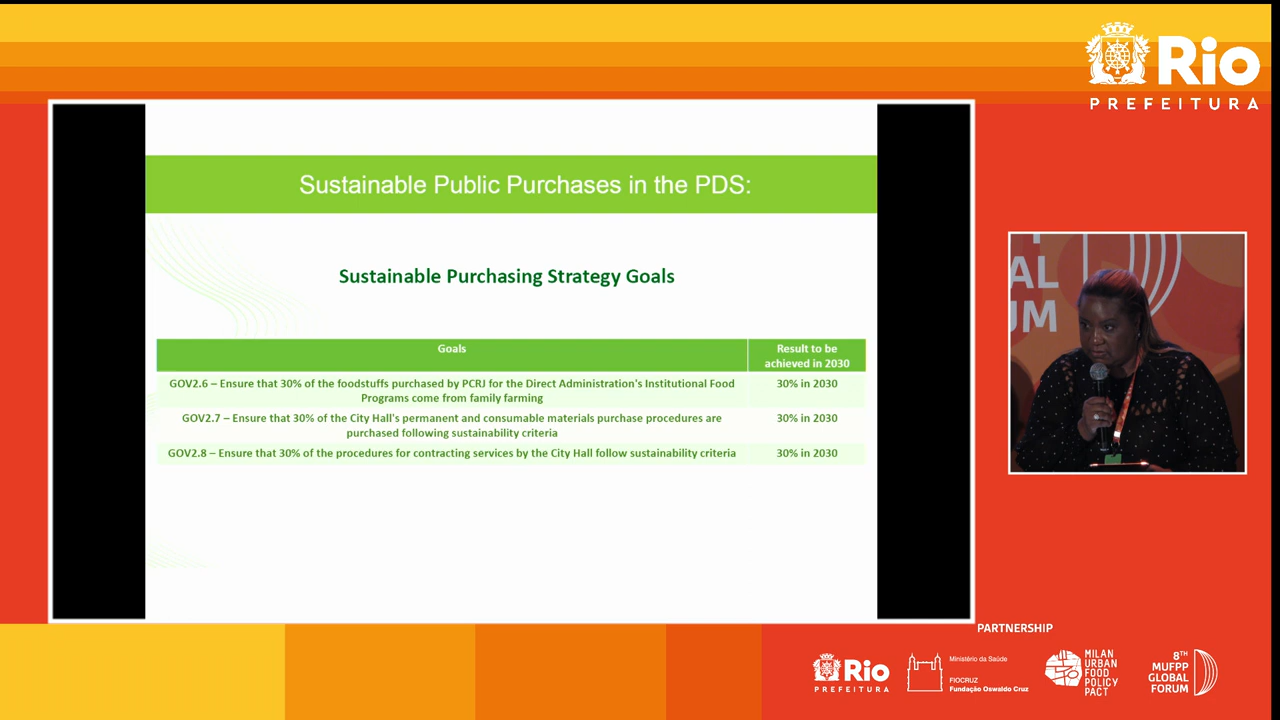 Rio
PREFEITURA
Sustainable Public Purchases in the PDS:
Sustainable Purchasing Strategy Goals
Goals
Result to be
achieved in 2030
GOV2.6 – Ensure that 30% of the foodstuffs purchased by PCRJ for the Direct Administration's Institutional Food
Programs come from family farming
30% in 2030
GOV2.7 – Ensure that 30% of the City Hall's permanent and consumable materials purchase procedures are
purchased following sustainability criteria
30% in 2030
GOV2.8 – Ensure that 30% of the procedures for contracting services by the City Hall follow sustainability criteria
30% in 2030
AL
UM
PARTNERSHIP
Rio
PREFEITURA
Ministério da Saúde
FIOCRUZ
Fundação Oswaldo Cruz
MILAN
URBAN
FOOD
POLICY
PACT
8TH
MUFPP
GLOBAL
FORUM